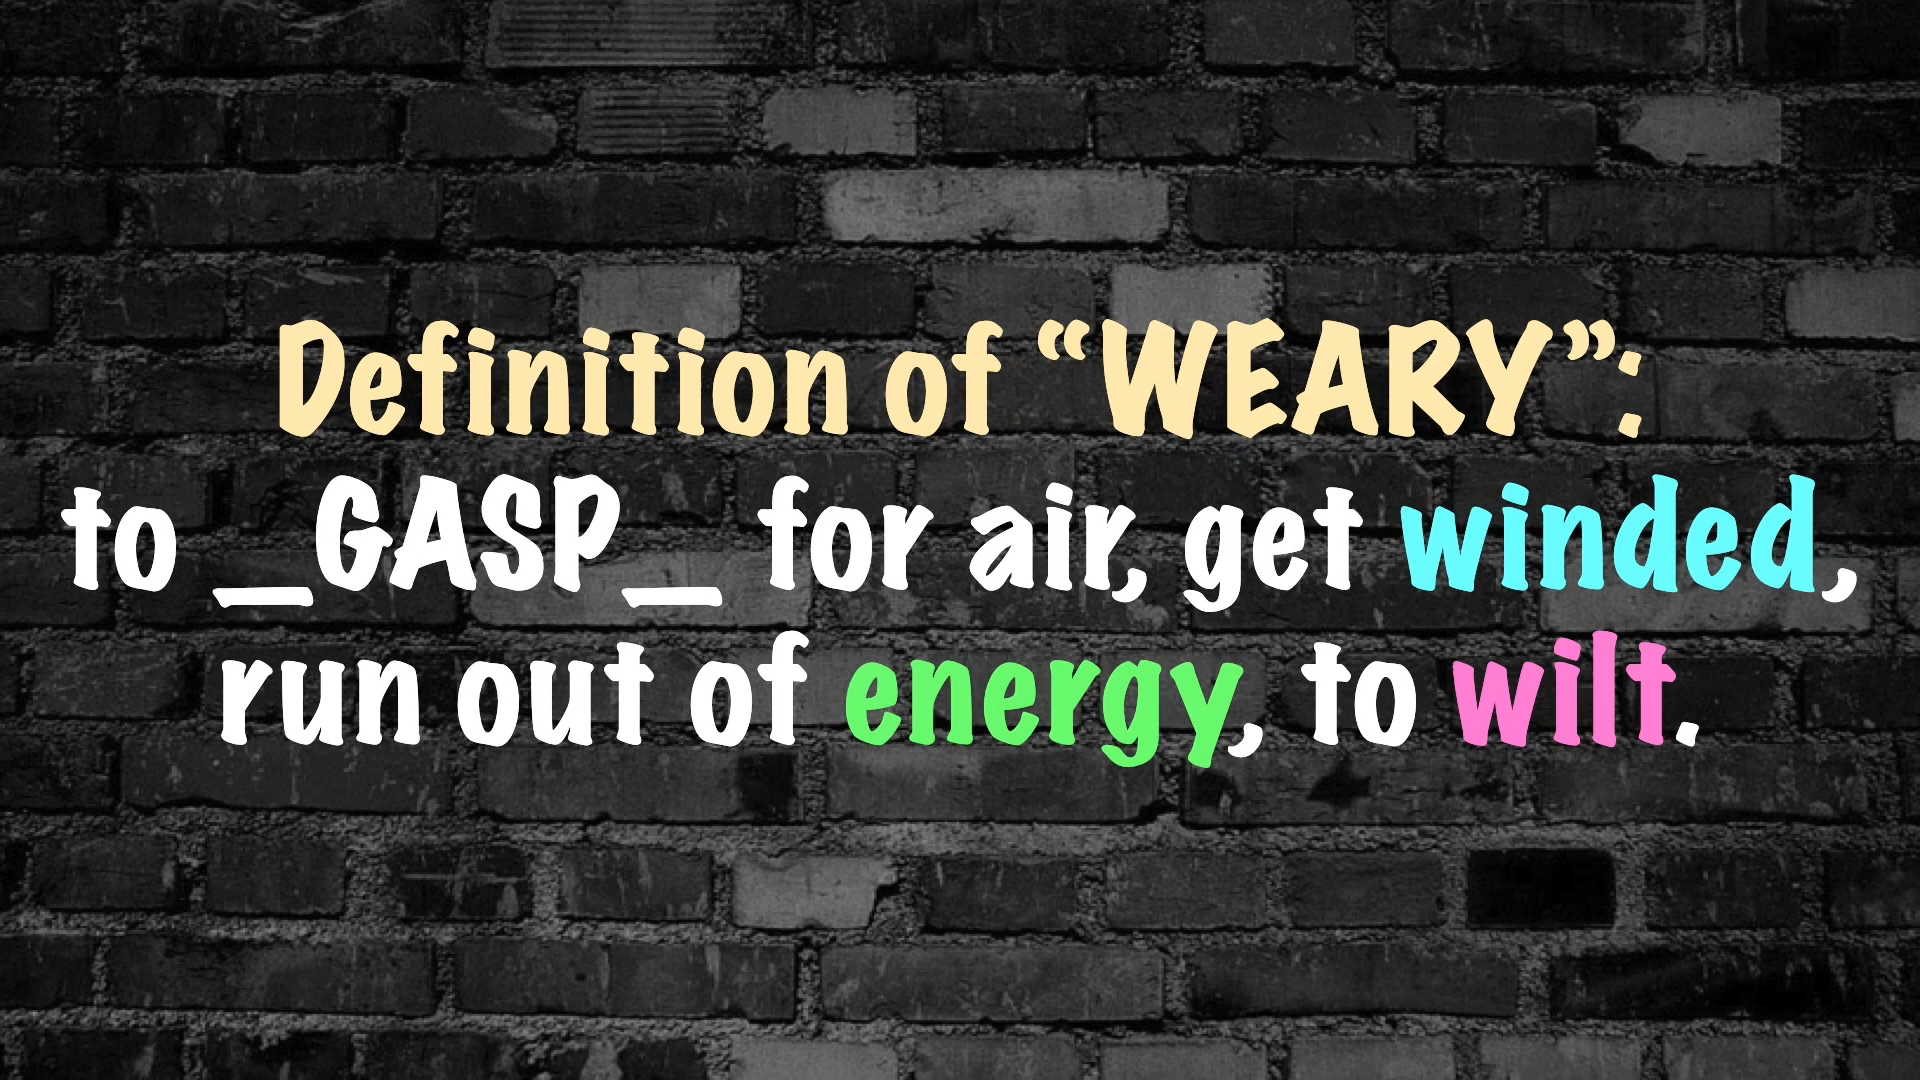 Definition of “WEARY”:
to _GASP_ for air, get winded,
run out of energy, to wilt.